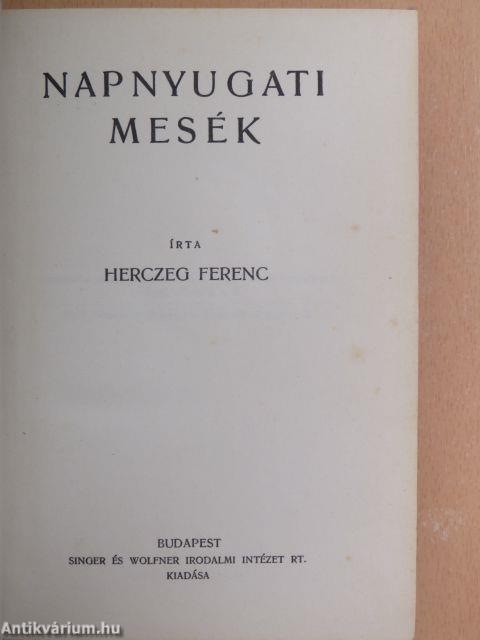 NAPNYUGATI
MESÉK
ÍRTA
HERCZEG FERENC
BUDAPEST
SINGER ÉS WOLFNER IRODALMI INTÉZET RT.
KIADÁSA
Antikvárium.hu